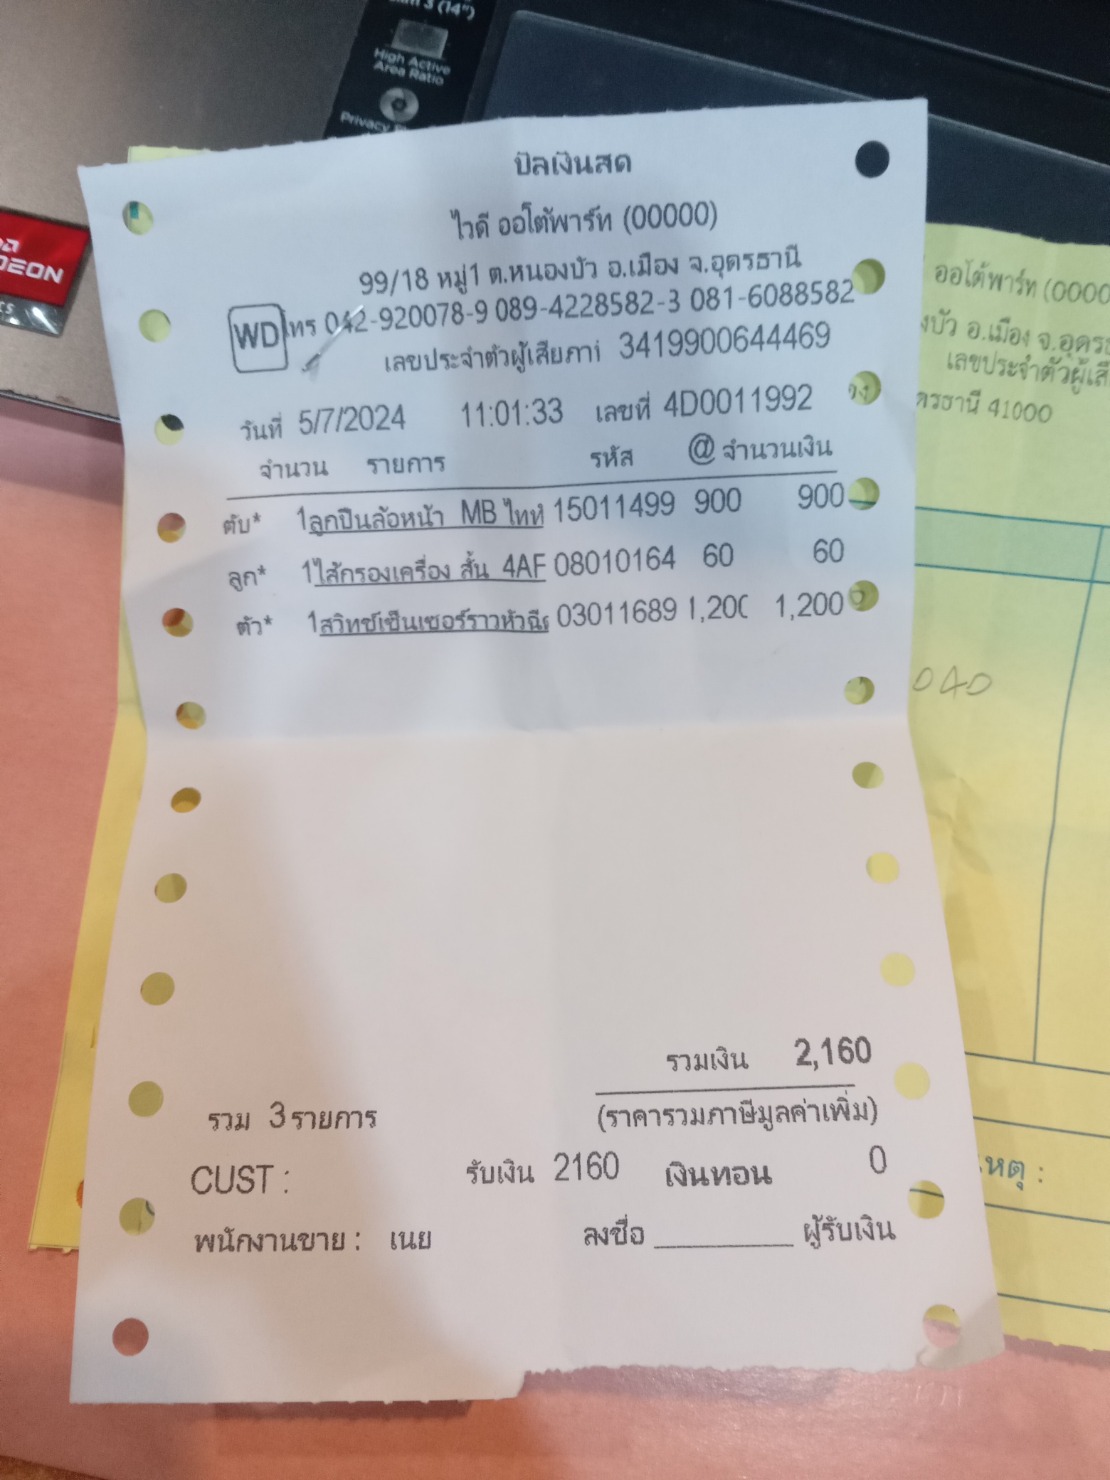 3 (14")
High Active
Area Ratio
Privacy
บิลเงินสด
ไวดี ออโต้พาร์ท (00000)
99/18 หมู่1 ต.หนองบัว อ.เมือง จ.อุดรธานี
WD
โทร 042-920078-9 089-4228582-3 081-6088582
เลขประจำตัวผู้เสียภาษี 3419900644469
วันที่ 5/7/2024 11:01:33 เลขที่ 4D0011992
จำนวน รายการ รหัส @ จำนวนเงิน
ตับ* 1ลูกปืนล้อหน้า MB ไทท 15011499 900 900
ลูก* 1ไส้กรองเครื่อง สั้น 4AF 08010164 60 60
ตัว* 1สวิทช์เซ็นเซอร์ราวหัวฉี 03011689 1,200 1,200
รวมเงิน 2,160
รวม 3รายการ (ราคารวมภาษีมูลค่าเพิ่ม)
CUST : รับเงิน 2160 เงินทอน 0
พนักงานขาย : เนย ลงชื่อ __________ ผู้รับเงิน
ออโต้พาร์ท (0000
งบัว อ.เมือง จ.อุดร
เลขประจำตัวผู้เสี
ดรธานี 41000
040
เหตุ :